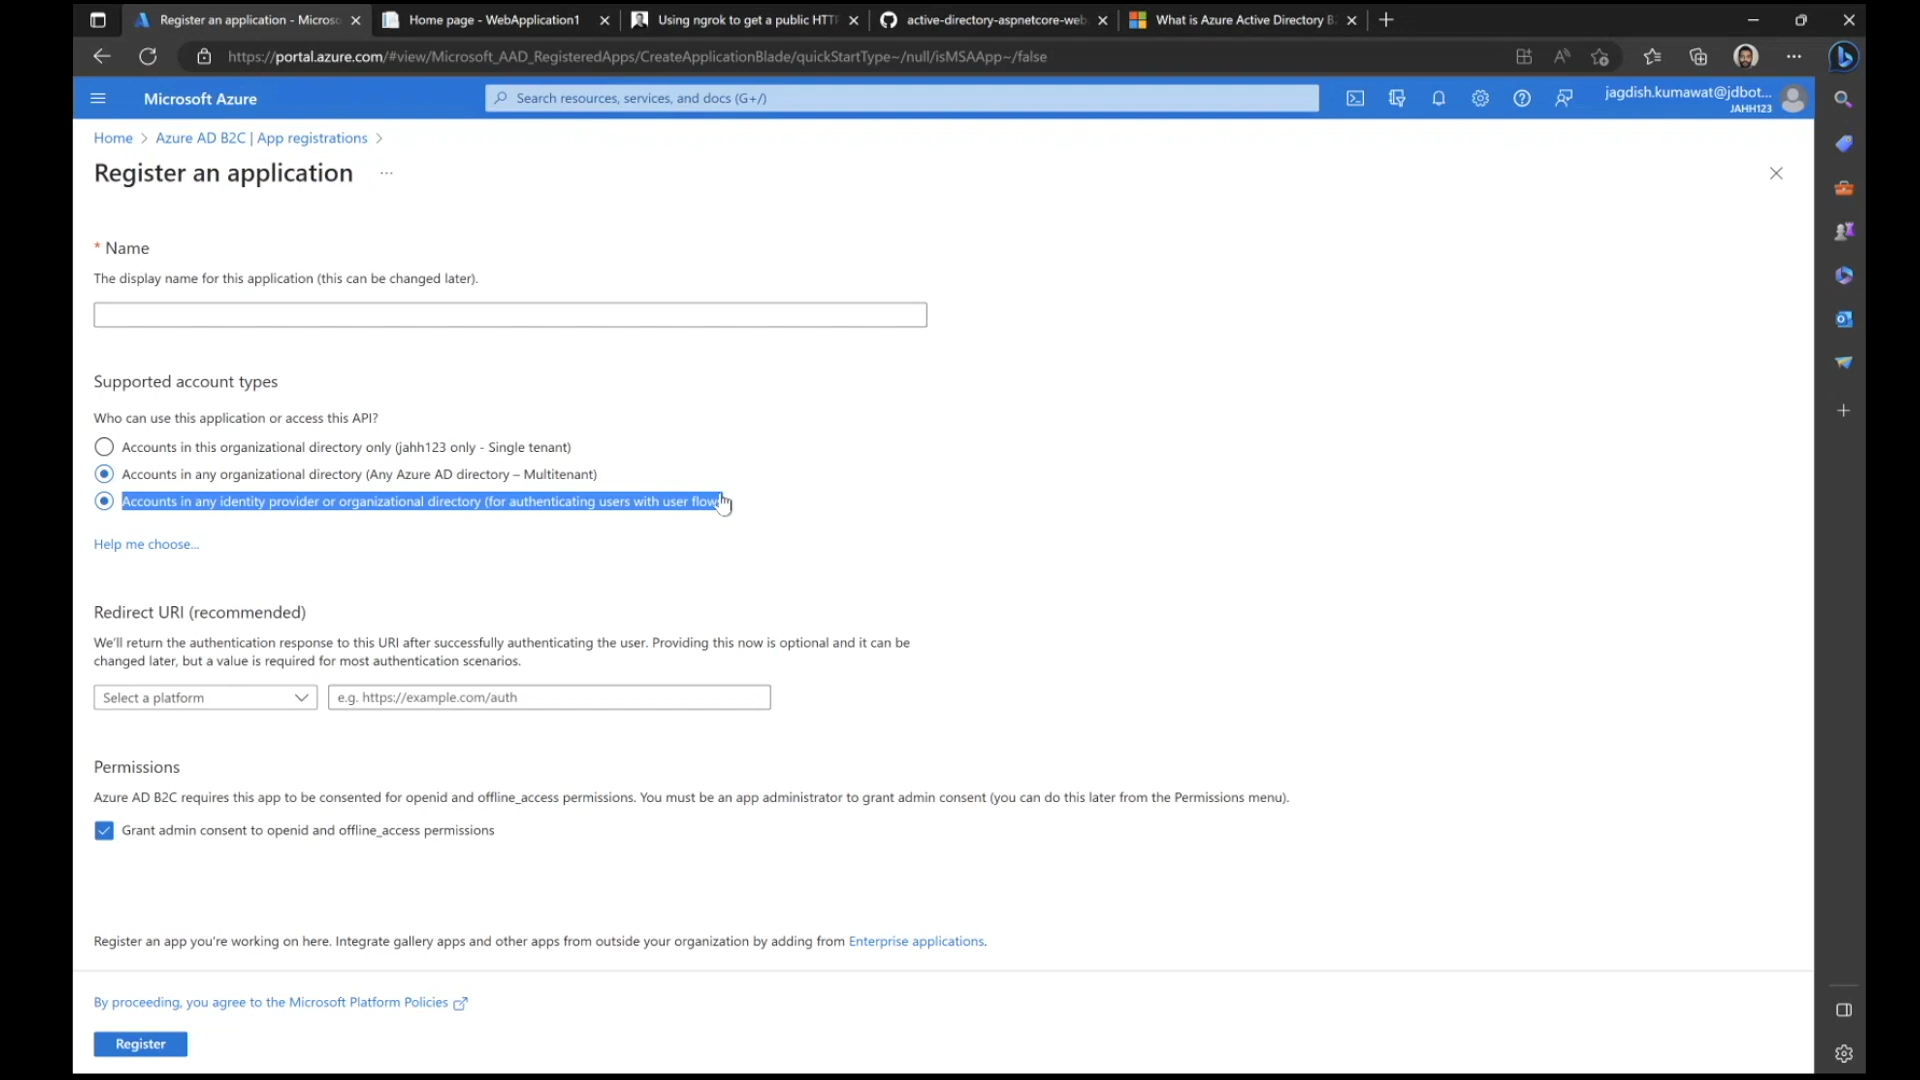 Register an application - Microso
Home page - WebApplication1
Using ngrok to get a public HTT
active-directory-aspnetcore-web
What is Azure Active Directory B
https://portal.azure.com/#view/Microsoft_AAD_RegisteredApps/CreateApplicationBlade/quickStartType~/null/isMSAApp~/false
Microsoft Azure
Search resources, services, and docs (G+/)
jagdish.kumawat@jdbot...
JAHH123
Home > Azure AD B2C | App registrations >
Register an application ...
* Name
The display name for this application (this can be changed later).
Supported account types
Who can use this application or access this API?
Accounts in this organizational directory only (jahh123 only - Single tenant)
Accounts in any organizational directory (Any Azure AD directory – Multitenant)
Accounts in any identity provider or organizational directory (for authenticating users with user flow
Help me choose...
Redirect URI (recommended)
We'll return the authentication response to this URI after successfully authenticating the user. Providing this now is optional and it can be
changed later, but a value is required for most authentication scenarios.
Select a platform
e.g. https://example.com/auth
Permissions
Azure AD B2C requires this app to be consented for openid and offline_access permissions. You must be an app administrator to grant admin consent (you can do this later from the Permissions menu).
Grant admin consent to openid and offline_access permissions
Register an app you're working on here. Integrate gallery apps and other apps from outside your organization by adding from Enterprise applications.
By proceeding, you agree to the Microsoft Platform Policies
Register